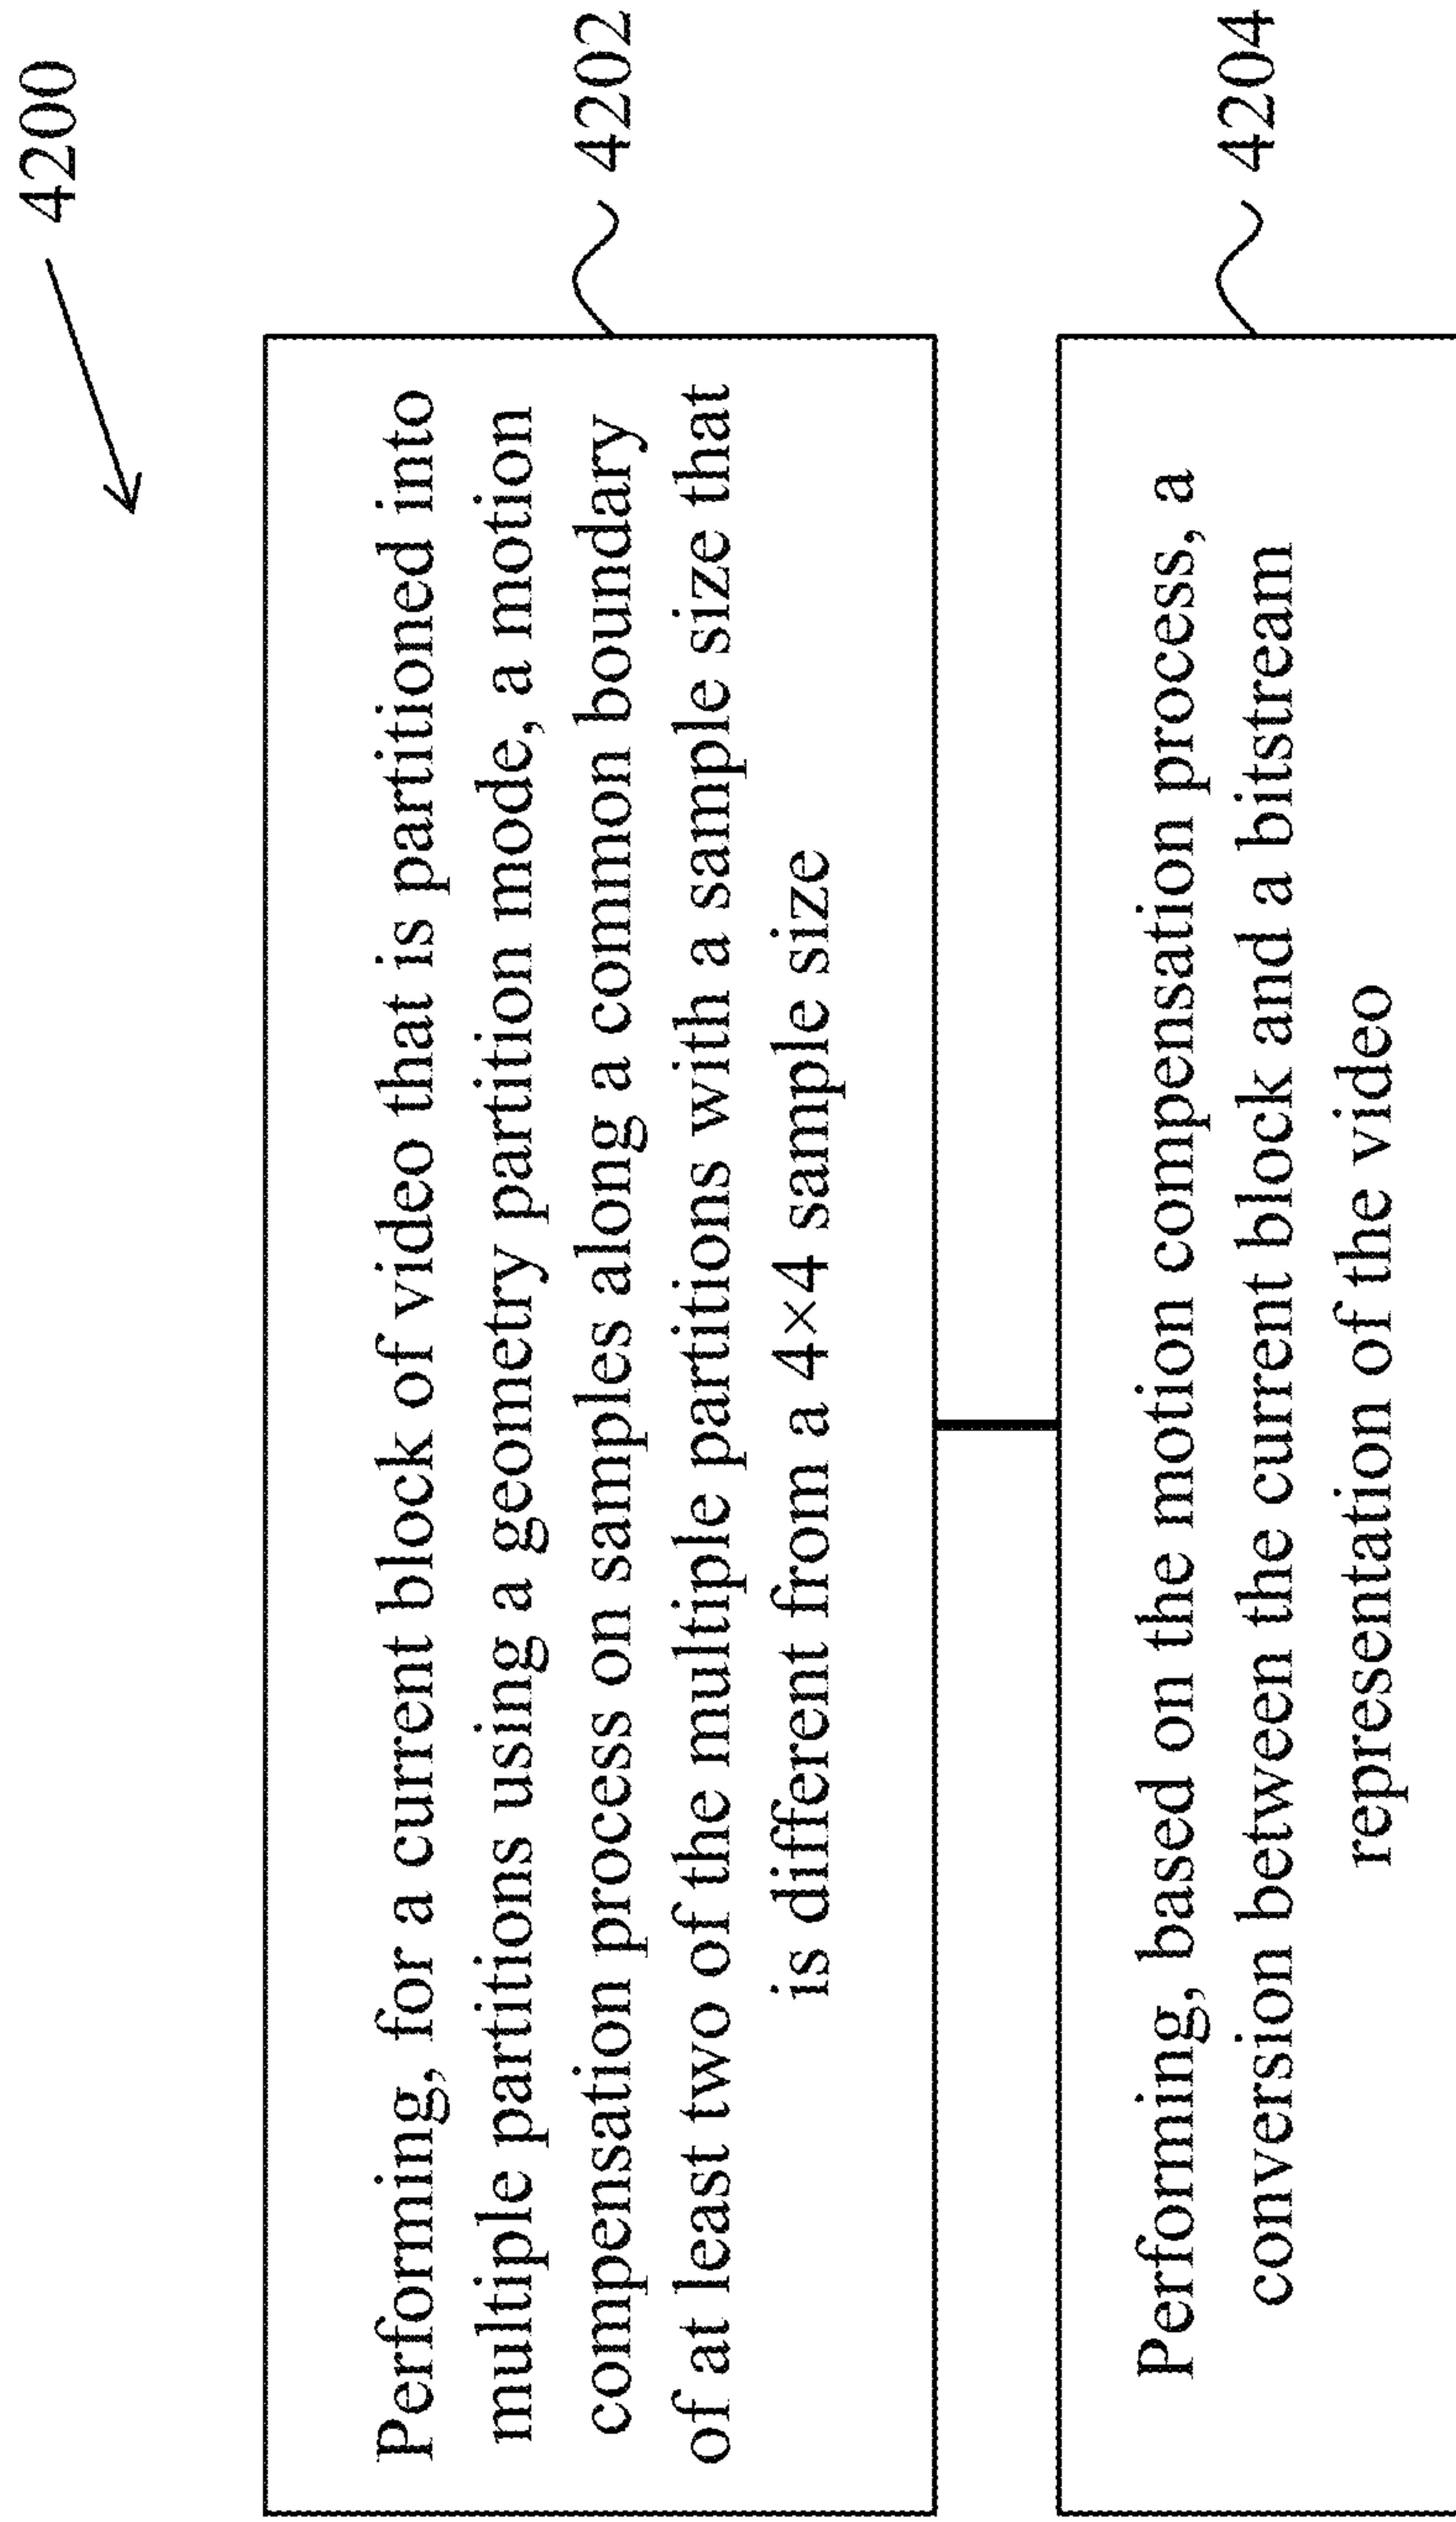 4200
Performing, for a current block of video that is partitioned into
multiple partitions using a geometry partition mode, a motion
compensation process on samples along a common boundary
of at least two of the multiple partitions with a sample size that
is different from a 4×4 sample size
4202
Performing, based on the motion compensation process, a
conversion between the current block and a bitstream
representation of the video
4204